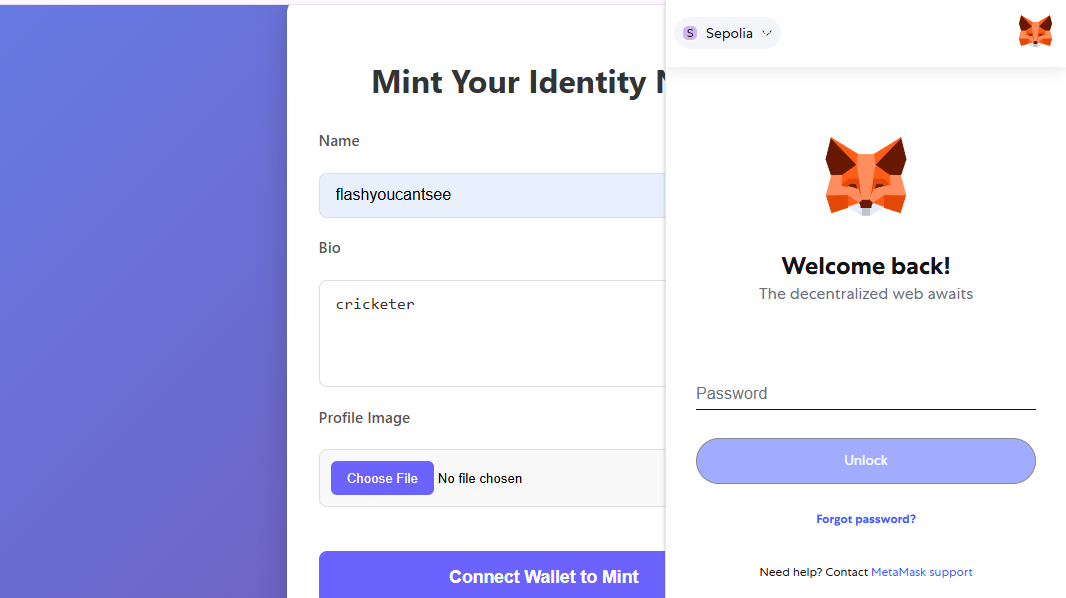 Mint Your Identity
Name
flashyoucantsee
Bio
cricketer
Profile Image
Choose File No file chosen
Connect Wallet to Mint
S Sepolia
Welcome back!
The decentralized web awaits
Password
Unlock
Forgot password?
Need help? Contact MetaMask support